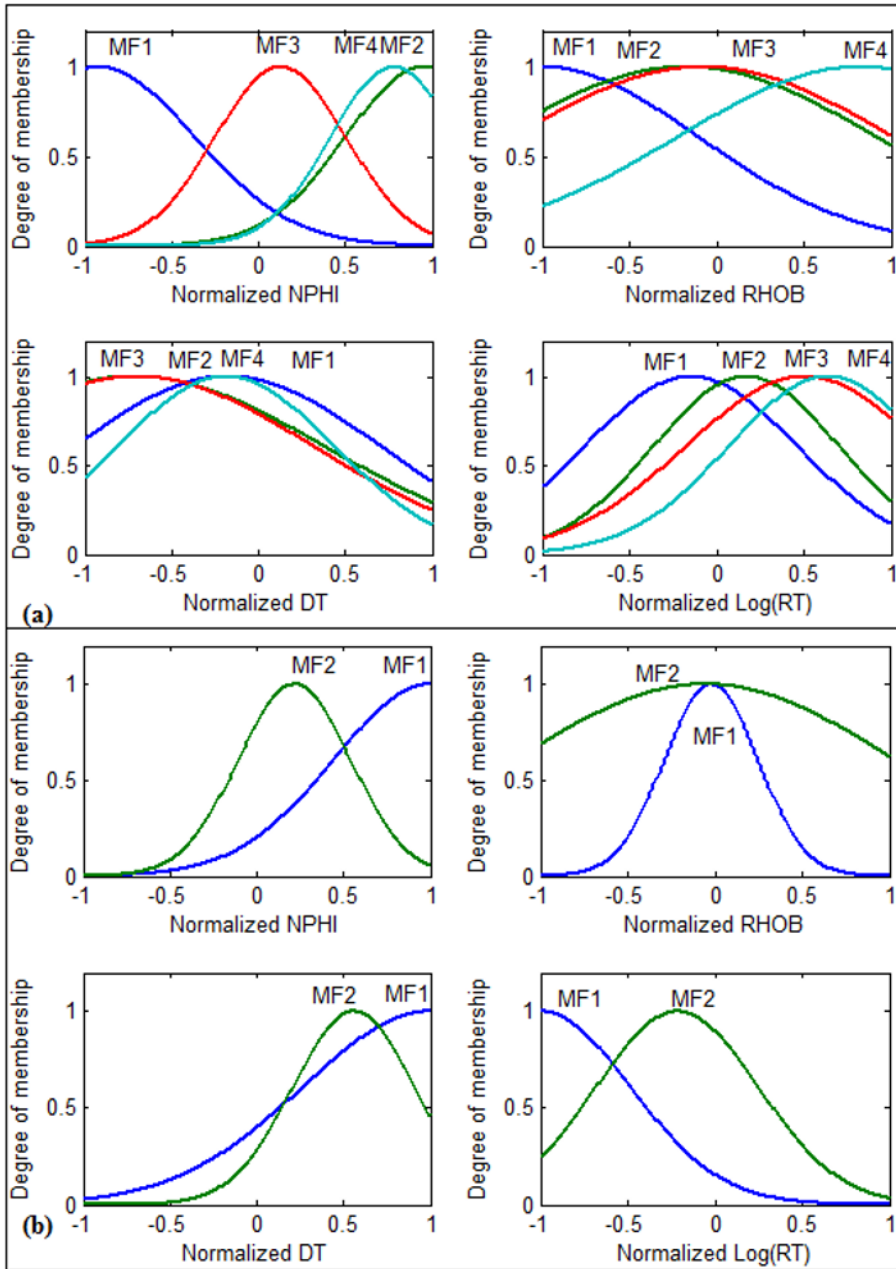 MF1 MF3 MF4 MF2
Degree of membership
1
0.5
0
-1 -0.5 0 0.5 1
Normalized NPHI
MF1 MF2 MF3 MF4
Degree of membership
1
0.5
0
-1 -0.5 0 0.5 1
Normalized RHOB
MF3 MF2 MF4 MF1
Degree of membership
1
0.5
0
-1 -0.5 0 0.5 1
Normalized DT
MF1 MF2 MF3 MF4
Degree of membership
1
0.5
0
-1 -0.5 0 0.5 1
Normalized Log(RT)
(a)
MF2 MF1
Degree of membership
1
0.5
0
-1 -0.5 0 0.5 1
Normalized NPHI
MF2
MF1
Degree of membership
1
0.5
0
-1 -0.5 0 0.5 1
Normalized RHOB
MF2 MF1
Degree of membership
1
0.5
0
-1 -0.5 0 0.5 1
Normalized DT
MF1 MF2
Degree of membership
1
0.5
0
-1 -0.5 0 0.5 1
Normalized Log(RT)
(b)